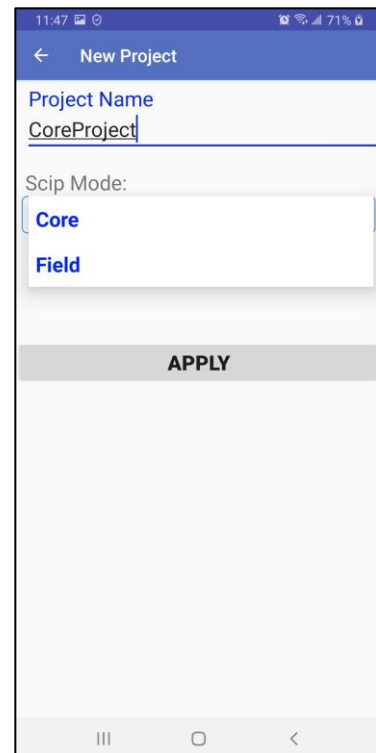 11:47 71%
New Project
Project Name
CoreProject
Scip Mode:
Core
Field
APPLY